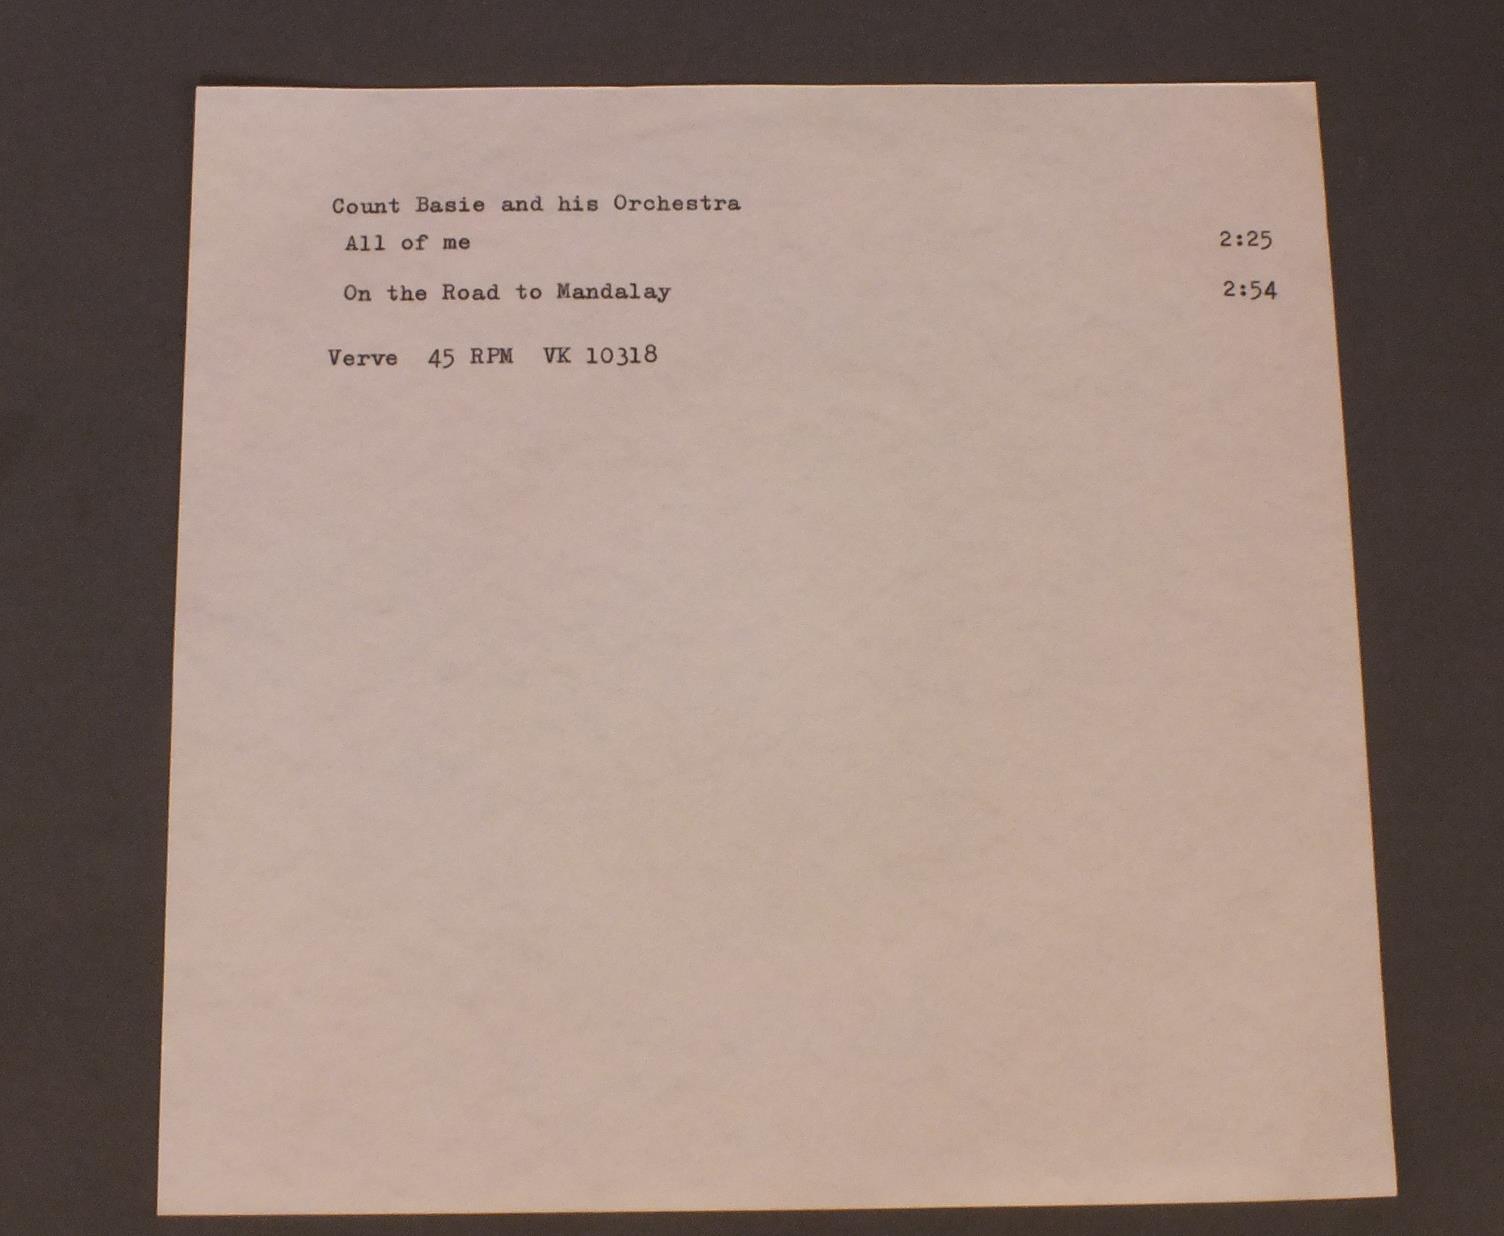 Count Basie and his Orchestra
All of me 2:25
On the Road to Mandalay 2:54
Verve 45 RPM VK 10318